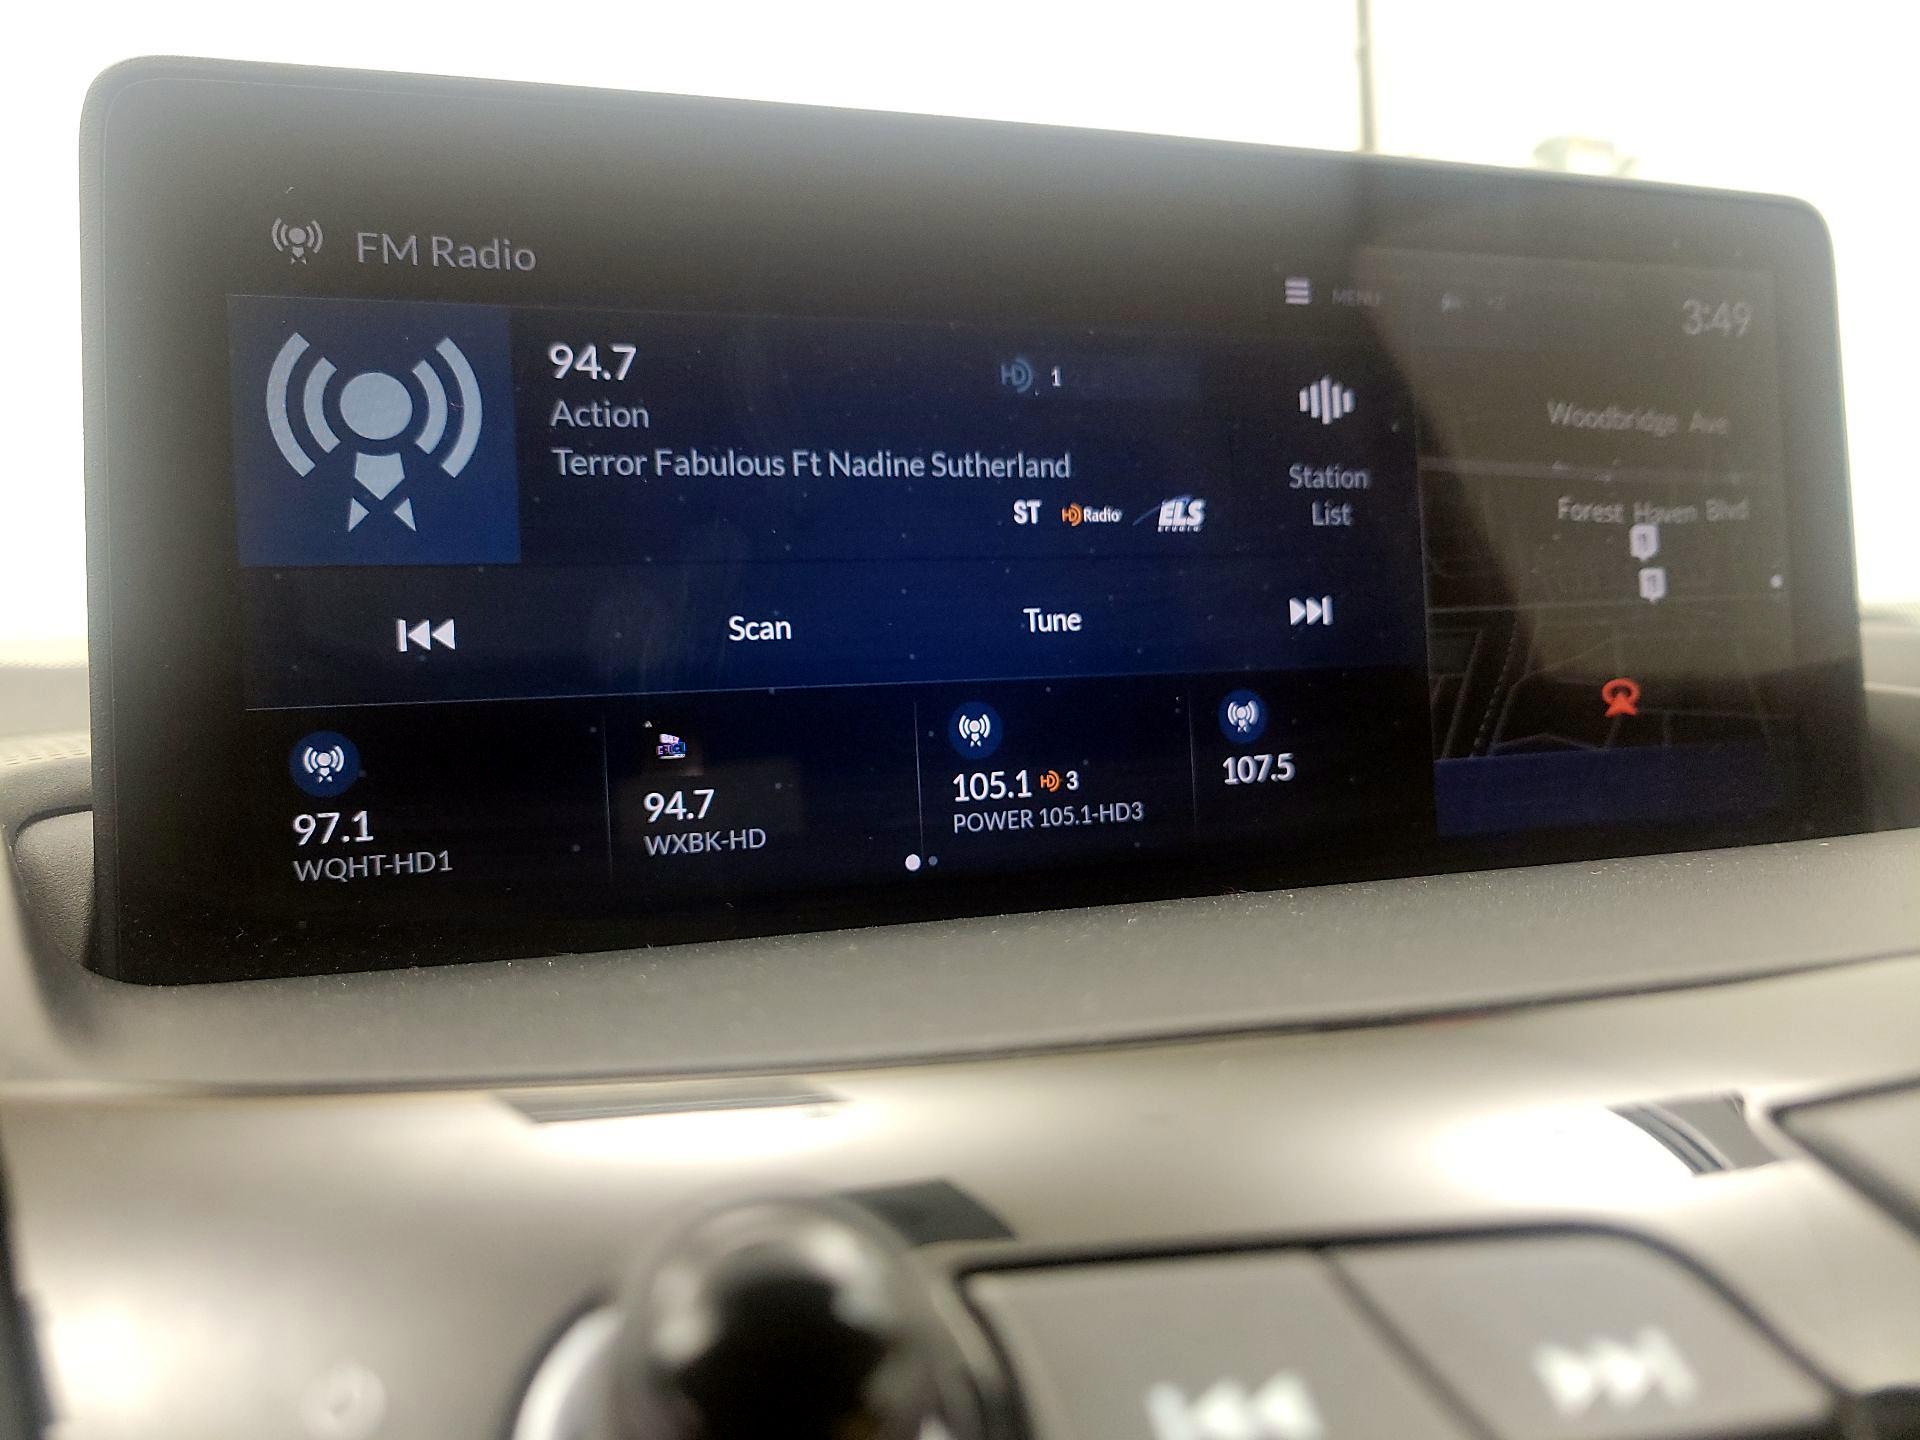 FM Radio
MENU
3:49
94.7
HD 1
Action
Terror Fabulous Ft Nadine Sutherland
ST HD Radio ELS STUDIO
Station
List
Woodbridge Ave
Forest Haven Blvd
Scan
Tune
97.1
WQHT-HD1
94.7
WXBK-HD
105.1 HD 3
POWER 105.1-HD3
107.5